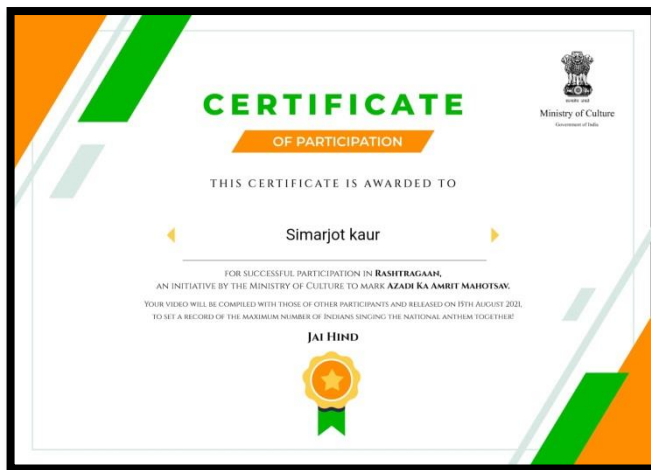 CERTIFICATE
OF PARTICIPATION
Ministry of Culture
Government of India
THIS CERTIFICATE IS AWARDED TO
Simarjot kaur
FOR SUCCESSFUL PARTICIPATION IN RASHTRAGAAN,
AN INITIATIVE BY THE MINISTRY OF CULTURE TO MARK AZADI KA AMRIT MAHOTSAV.
YOUR VIDEO WILL BE COMPILED WITH THOSE OF OTHER PARTICIPANTS AND RELEASED ON 15TH AUGUST 2021,
TO SET A RECORD OF THE MAXIMUM NUMBER OF INDIANS SINGING THE NATIONAL ANTHEM TOGETHER!
JAI HIND